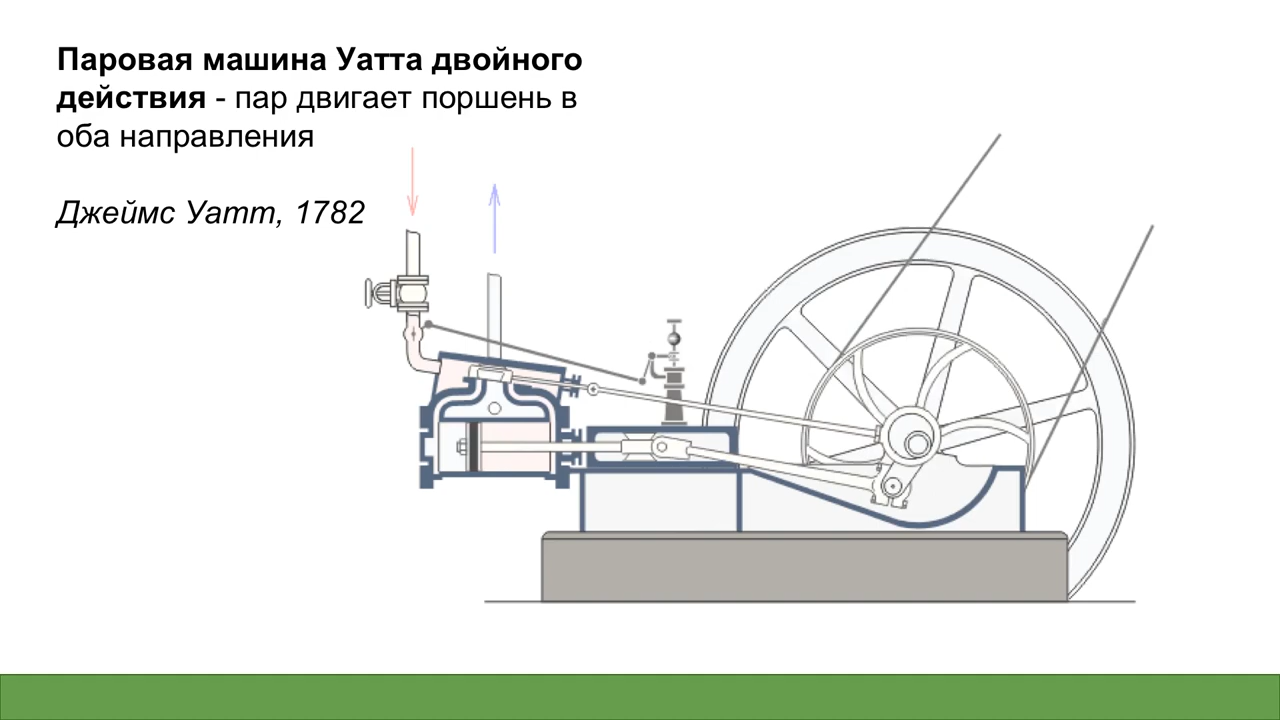 Паровая машина Уатта двойного
действия - пар двигает поршень в
оба направления
Джеймс Уатт, 1782